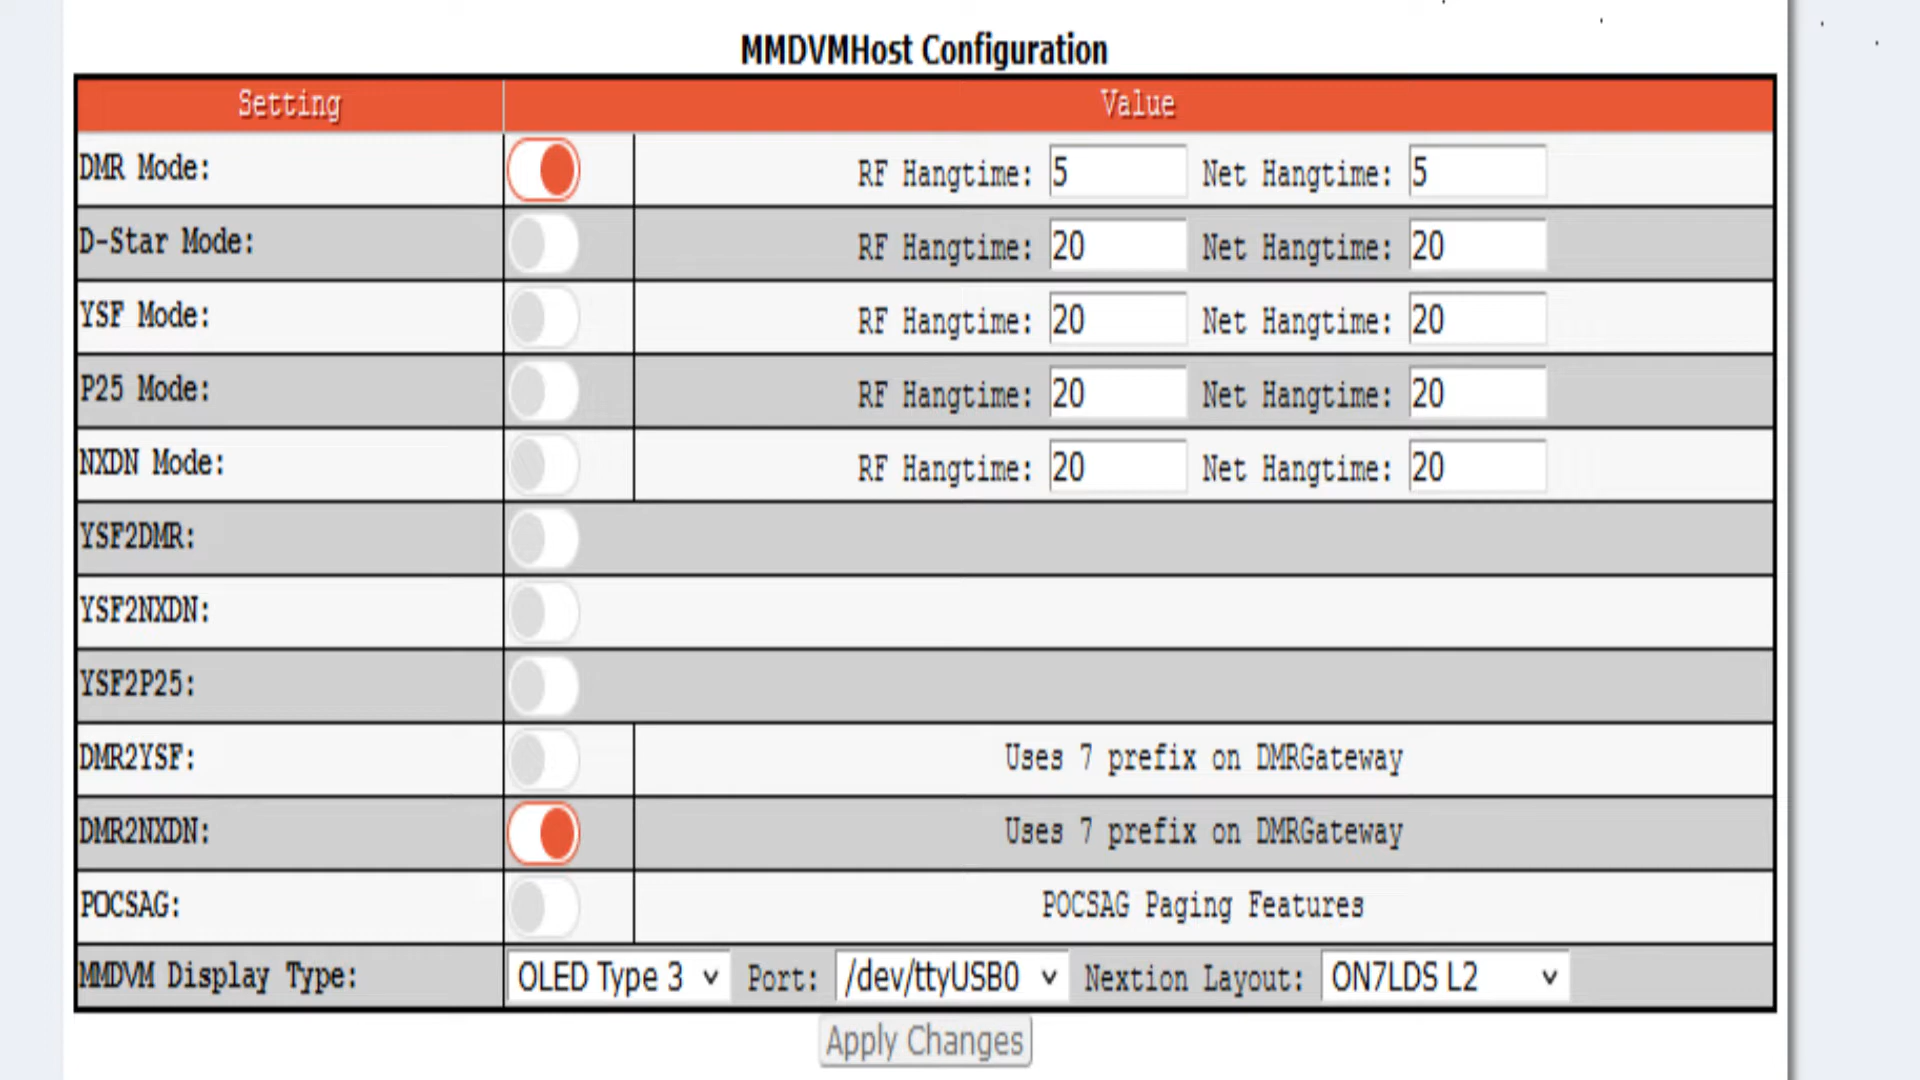 MMDVMHost Configuration
Setting Value
DMR Mode: RF Hangtime: 5 Net Hangtime: 5
D-Star Mode: RF Hangtime: 20 Net Hangtime: 20
YSF Mode: RF Hangtime: 20 Net Hangtime: 20
P25 Mode: RF Hangtime: 20 Net Hangtime: 20
NXDN Mode: RF Hangtime: 20 Net Hangtime: 20
YSF2DMR:
YSF2NXDN:
YSF2P25:
DMR2YSF: Uses 7 prefix on DMRGateway
DMR2NXDN: Uses 7 prefix on DMRGateway
POCSAG: POCSAG Paging Features
MMDVM Display Type: OLED Type 3 Port: /dev/ttyUSB0 Nextion Layout: ON7LDS L2
Apply Changes